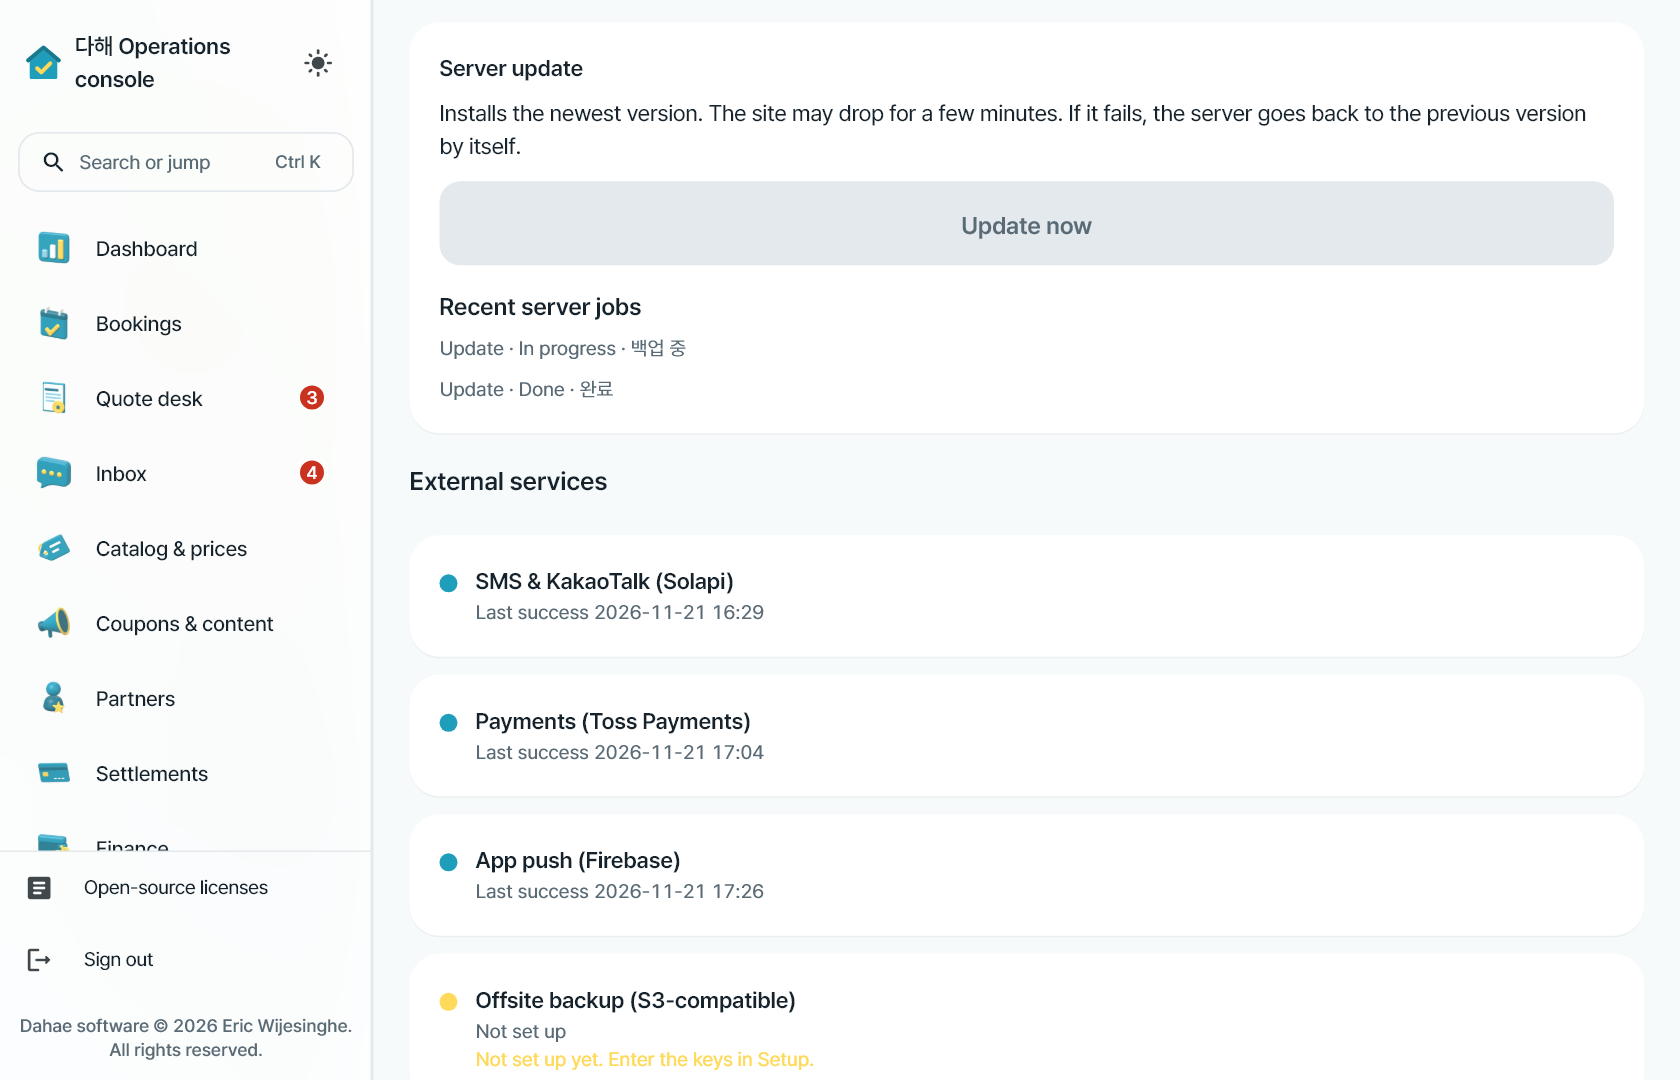 다해 Operations
console
Search or jump Ctrl K
Dashboard
Bookings
Quote desk 3
Inbox 4
Catalog & prices
Coupons & content
Partners
Settlements
Finance
Open-source licenses
Sign out
Dahae software © 2026 Eric Wijesinghe.
All rights reserved.
Server update
Installs the newest version. The site may drop for a few minutes. If it fails, the server goes back to the previous version
by itself.
Update now
Recent server jobs
Update · In progress · 백업 중
Update · Done · 완료
External services
SMS & KakaoTalk (Solapi)
Last success 2026-11-21 16:29
Payments (Toss Payments)
Last success 2026-11-21 17:04
App push (Firebase)
Last success 2026-11-21 17:26
Offsite backup (S3-compatible)
Not set up
Not set up yet. Enter the keys in Setup.